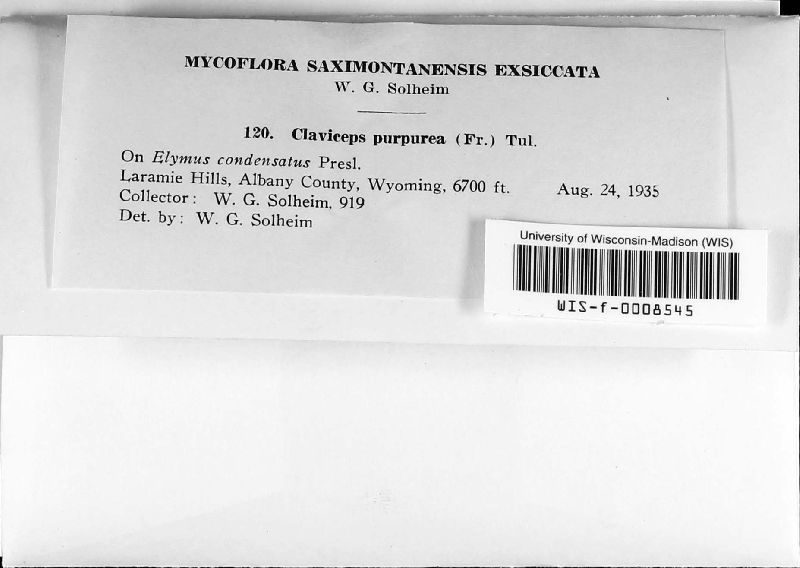 MYCOFLORA SAXIMONTANENSIS EXSICCATA
W. G. Solheim
120. Claviceps purpurea (Fr.) Tul.
On Elymus condensatus Presl.
Laramie Hills, Albany County, Wyoming, 6700 ft. Aug. 24, 1935
Collector: W. G. Solheim, 919
Det. by: W. G. Solheim
University of Wisconsin-Madison (WIS)
WIS-f-0008545